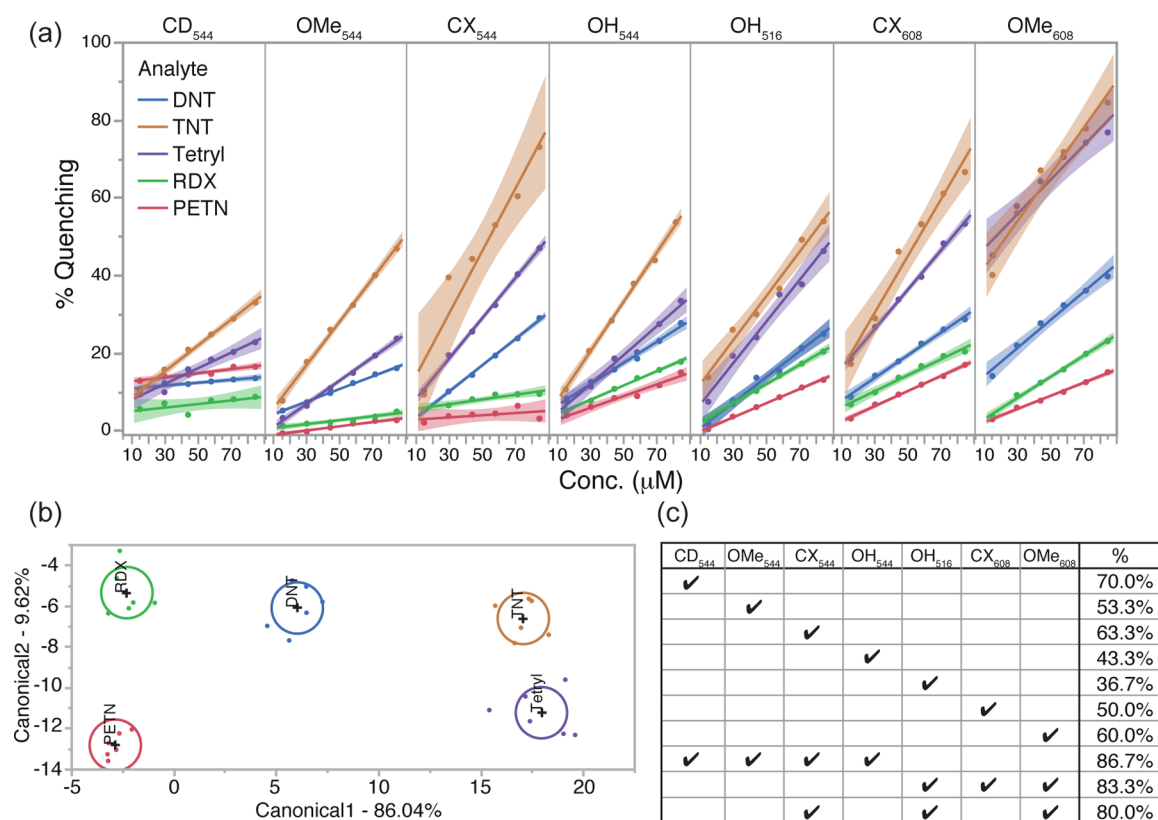 (a)
CD544 OMe544 CX544 OH544 OH516 CX608 OMe608
100
80
60
40
20
0
% Quenching
Analyte
DNT
TNT
Tetryl
RDX
PETN
10 30 50 70 10 30 50 70 10 30 50 70 10 30 50 70 10 30 50 70 10 30 50 70 10 30 50 70
Conc. (μM)
(b)
-4
-6
-8
-10
-12
-14
Canonical2 - 9.62%
RDX
DNT
TNT
PETN
Tetryl
-5 0 5 10 15 20
Canonical1 - 86.04%
(c)
CD544 OMe544 CX544 OH544 OH516 CX608 OMe608 %
✔ 70.0%
✔ 53.3%
✔ 63.3%
✔ 43.3%
✔ 36.7%
✔ 50.0%
✔ 60.0%
✔ ✔ ✔ ✔ 86.7%
✔ ✔ ✔ 83.3%
✔ ✔ ✔ 80.0%